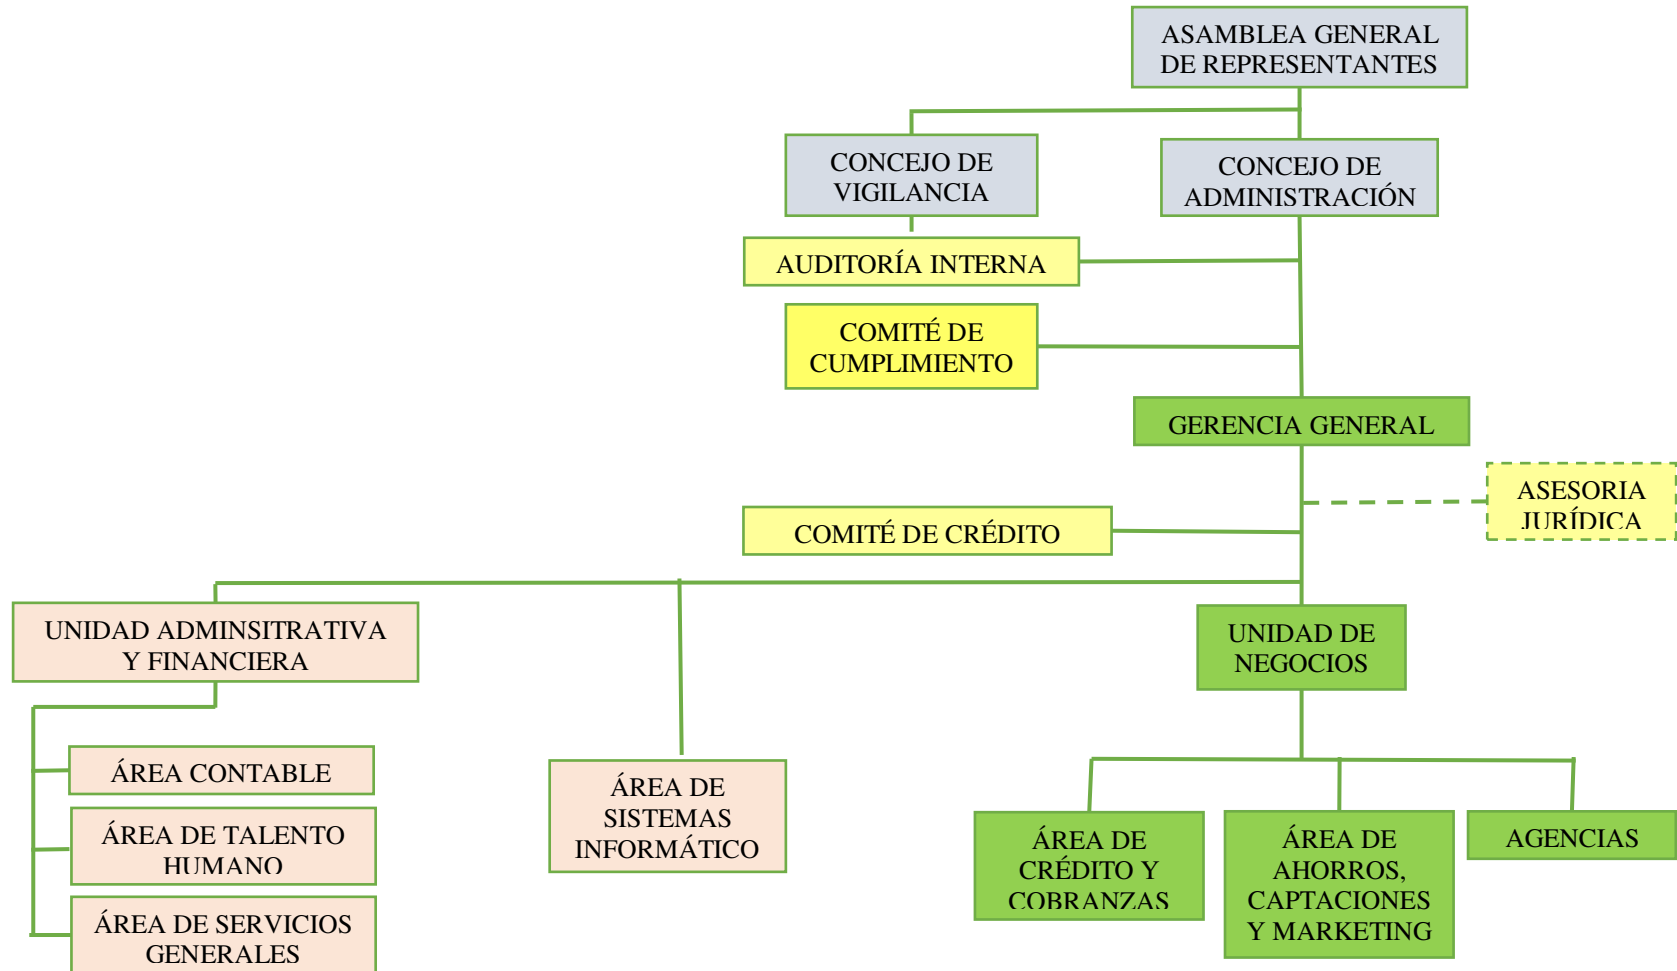 ASAMBLEA GENERAL
DE REPRESENTANTES
CONCEJO DE
VIGILANCIA
CONCEJO DE
ADMINISTRACIÓN
AUDITORÍA INTERNA
COMITÉ DE
CUMPLIMIENTO
GERENCIA GENERAL
ASESORIA
JURÍDICA
COMITÉ DE CRÉDITO
UNIDAD ADMINSITRATIVA
Y FINANCIERA
UNIDAD DE
NEGOCIOS
ÁREA CONTABLE
ÁREA DE TALENTO
HUMANO
ÁREA DE SERVICIOS
GENERALES
ÁREA DE
SISTEMAS
INFORMÁTICO
ÁREA DE
CRÉDITO Y
COBRANZAS
ÁREA DE
AHORROS,
CAPTACIONES
Y MARKETING
AGENCIAS